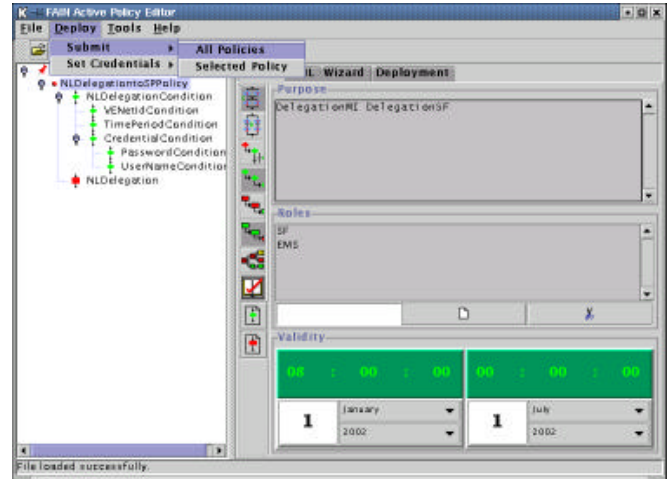 FAIN Active Policy Editor
File Deploy Tools Help
Submit
All Policies
Set Credentials
Selected Policy
Wizard Deployment
NLDelegationtoSPPolicy
NLDelegationCondition
VENetIdCondition
TimePeriodCondition
CredentialCondition
PasswordCondition
UserNameCondition
NLDelegation
Purpose
DelegationMI DelegationSF
Roles
SF
EMS
Validity
08 : 00 : 00
00 : 00 : 00
1
January
2002
1
July
2002
File loaded successfully.